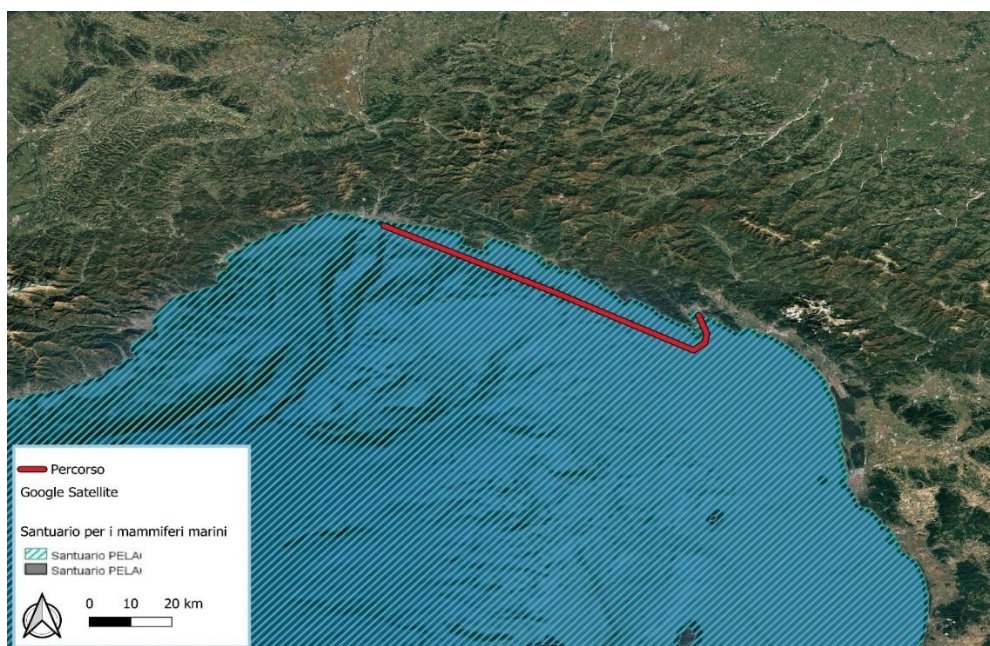 Percorso
Google Satellite
Santuario per i mammiferi marini
Santuario PELA
Santuario PELA
0 10 20 km